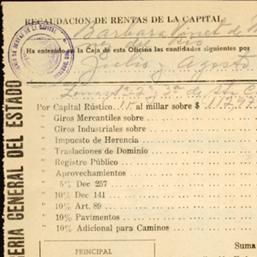 RECAUDACION DE RENTAS DE LA CAPITAL
Barbara
Ha enterado en la Caja de esta Oficina las cantidades siguientes por
Julio y Agosto
Por Capital Rústico 11 al millar sobre $
" Giros Mercantiles sobre
" Giros Industriales sobre
" Impuesto de Herencia
" Traslaciones de Dominio
" Registro Público
" Aprovechamientos
" 5% Dec 257
" 10% Dec 141
" 10% Art. 89
" 10% Pavimentos
" 10% Adicional para Caminos
Suma
PRINCIPAL
ERIA GENERAL DEL ESTADO